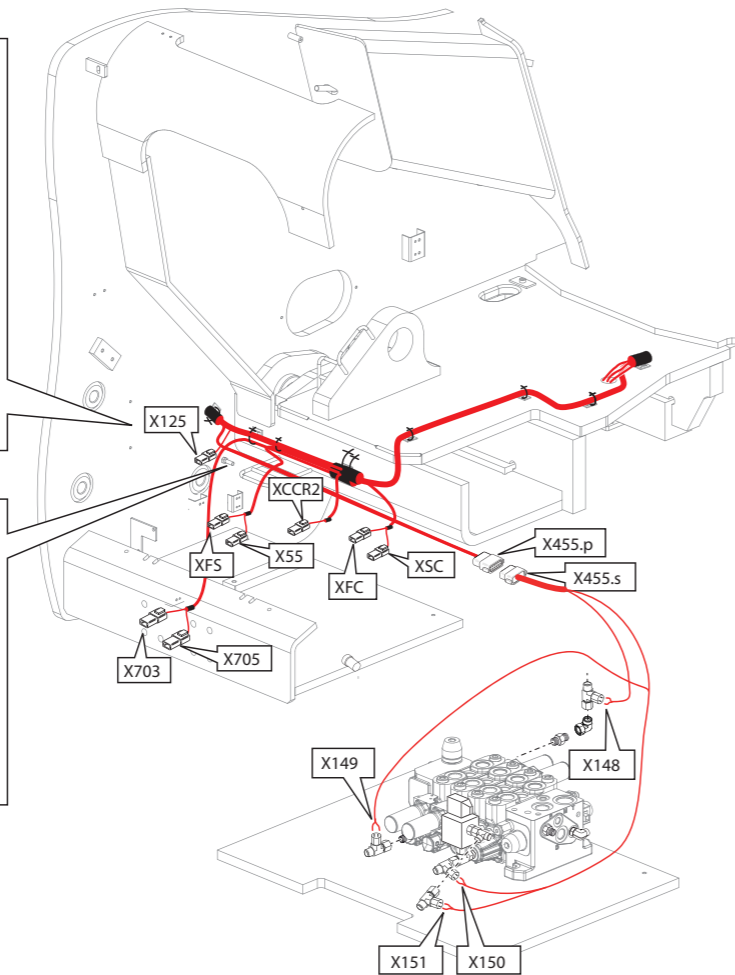 X125
XCCR2
X455.p
XFS
X55
XFC
XSC
X455.s
X703
X705
X149
X148
X151
X150